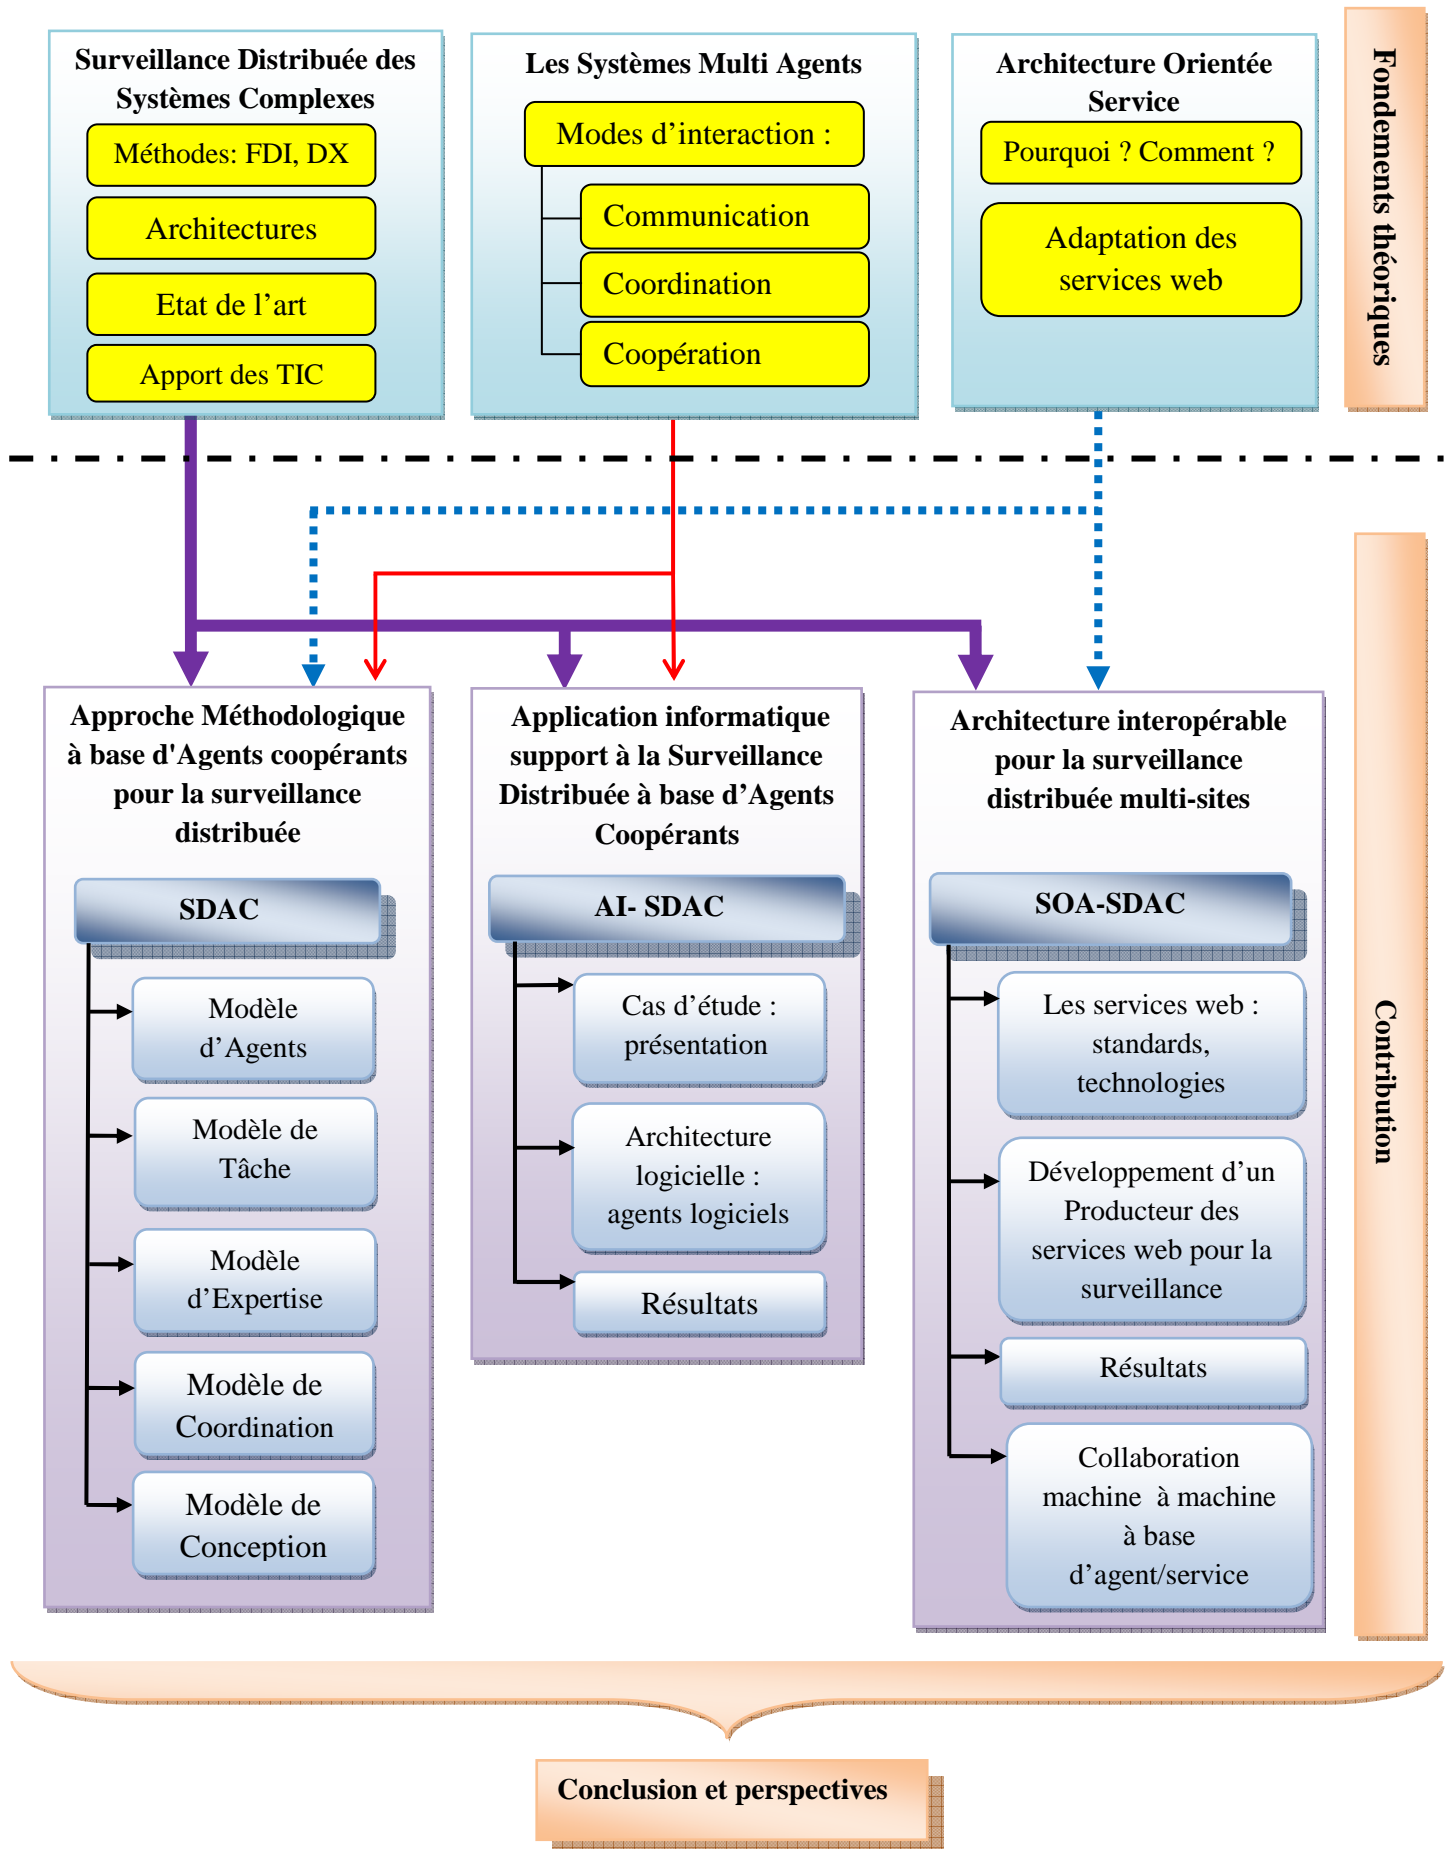 Surveillance Distribuée des
Systèmes Complexes
Méthodes: FDI, DX
Architectures
Etat de l’art
Apport des TIC
Les Systèmes Multi Agents
Modes d’interaction :
Communication
Coordination
Coopération
Architecture Orientée
Service
Pourquoi ? Comment ?
Adaptation des
services web
Fondements théoriques
Approche Méthodologique
à base d'Agents coopérants
pour la surveillance
distribuée
SDAC
Modèle
d’Agents
Modèle de
Tâche
Modèle
d’Expertise
Modèle de
Coordination
Modèle de
Conception
Application informatique
support à la Surveillance
Distribuée à base d’Agents
Coopérants
AI- SDAC
Cas d’étude :
présentation
Architecture
logicielle :
agents logiciels
Résultats
Architecture interopérable
pour la surveillance
distribuée multi-sites
SOA-SDAC
Les services web :
standards,
technologies
Développement d’un
Producteur des
services web pour la
surveillance
Résultats
Collaboration
machine à machine
à base
d’agent/service
Contribution
Conclusion et perspectives